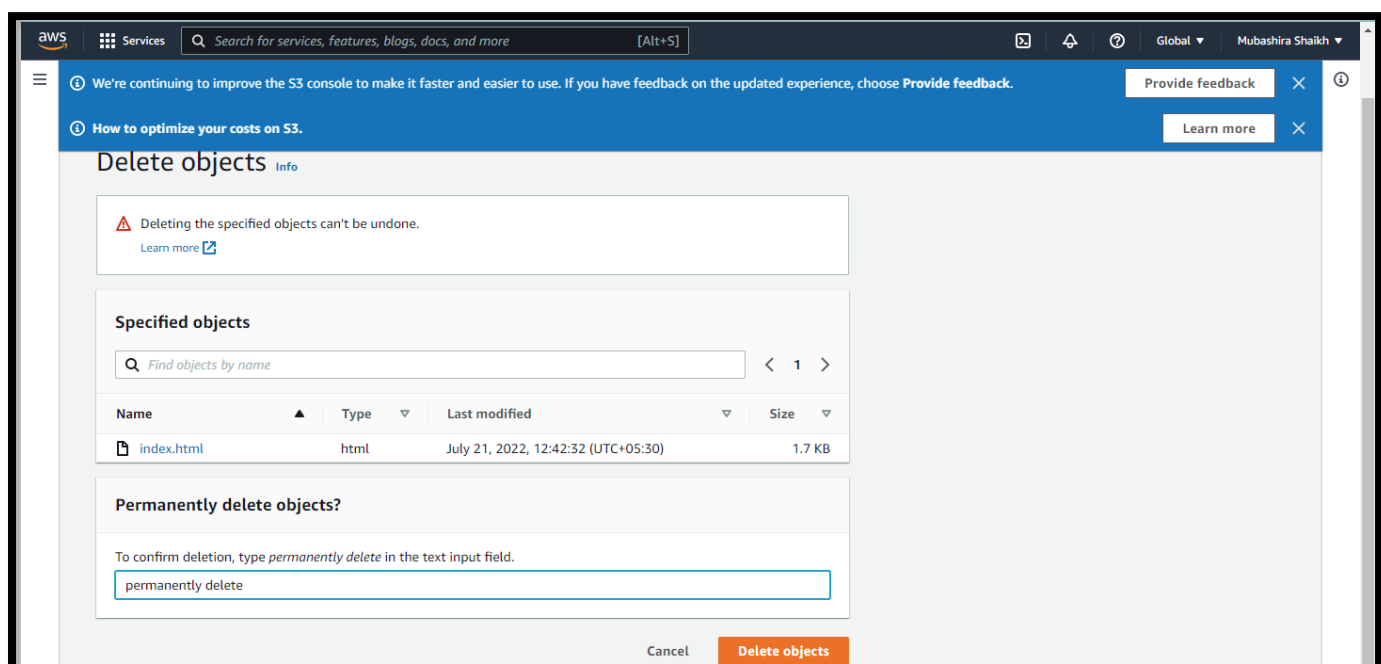 aws Services Search for services, features, blogs, docs, and more [Alt+S] Global Mubashira Shaikh
We're continuing to improve the S3 console to make it faster and easier to use. If you have feedback on the updated experience, choose Provide feedback. Provide feedback
How to optimize your costs on S3. Learn more
Delete objects Info
Deleting the specified objects can't be undone.
Learn more
Specified objects
Find objects by name 1
Name Type Last modified Size
index.html html July 21, 2022, 12:42:32 (UTC+05:30) 1.7 KB
Permanently delete objects?
To confirm deletion, type permanently delete in the text input field.
permanently delete
Cancel Delete objects